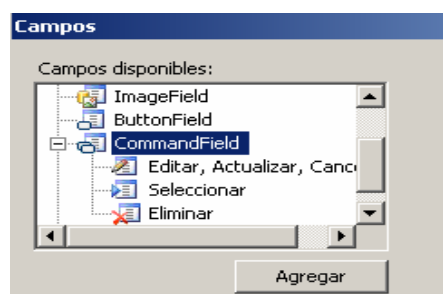 Campos
Campos disponibles:
ImageField
ButtonField
CommandField
Editar, Actualizar, Canc
Seleccionar
Eliminar
Agregar